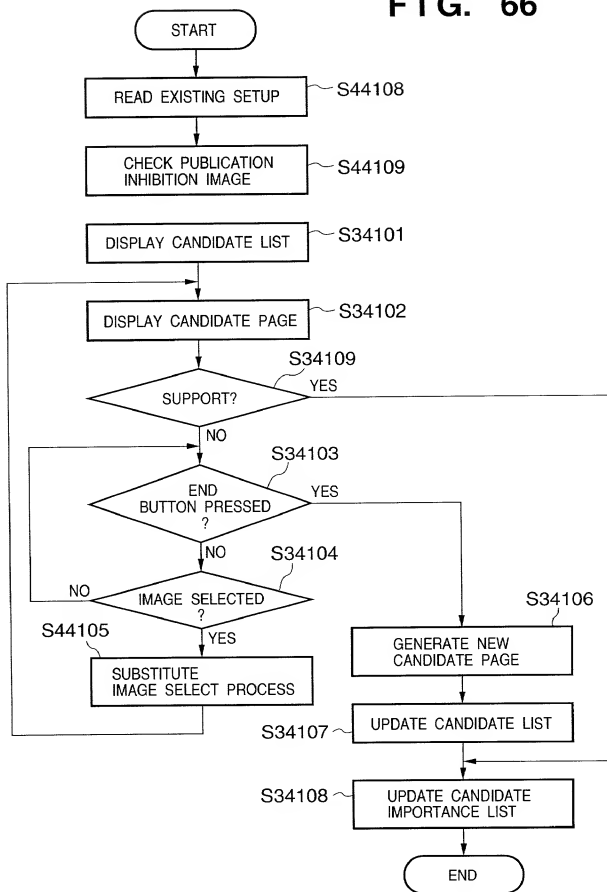 FIG. 66
START
READ EXISTING SETUP
S44108
CHECK PUBLICATION
INHIBITION IMAGE
S44109
DISPLAY CANDIDATE LIST
S34101
DISPLAY CANDIDATE PAGE
S34102
S34109
SUPPORT?
YES
NO
S34103
END
BUTTON PRESSED
?
YES
NO
S34104
IMAGE SELECTED
?
NO
YES
S44105
SUBSTITUTE
IMAGE SELECT PROCESS
S34106
GENERATE NEW
CANDIDATE PAGE
S34107
UPDATE CANDIDATE LIST
S34108
UPDATE CANDIDATE
IMPORTANCE LIST
END